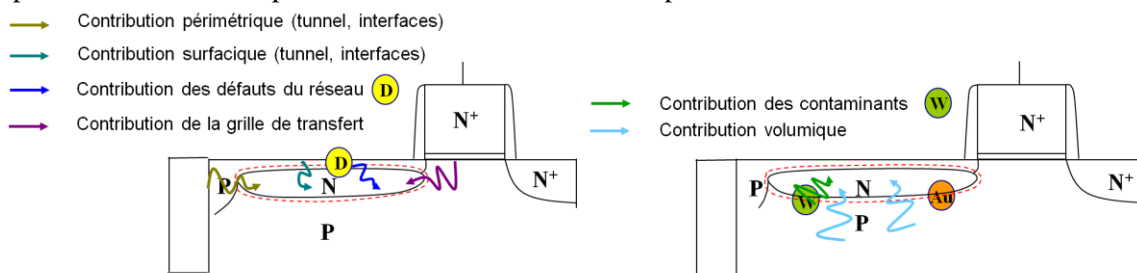 Contribution périmétrique (tunnel, interfaces)
Contribution surfacique (tunnel, interfaces)
Contribution des défauts du réseau D
Contribution de la grille de transfert
N+
D
P
N
N+
P
Contribution des contaminants W
Contribution volumique
N+
P
N
N+
W
Au
P